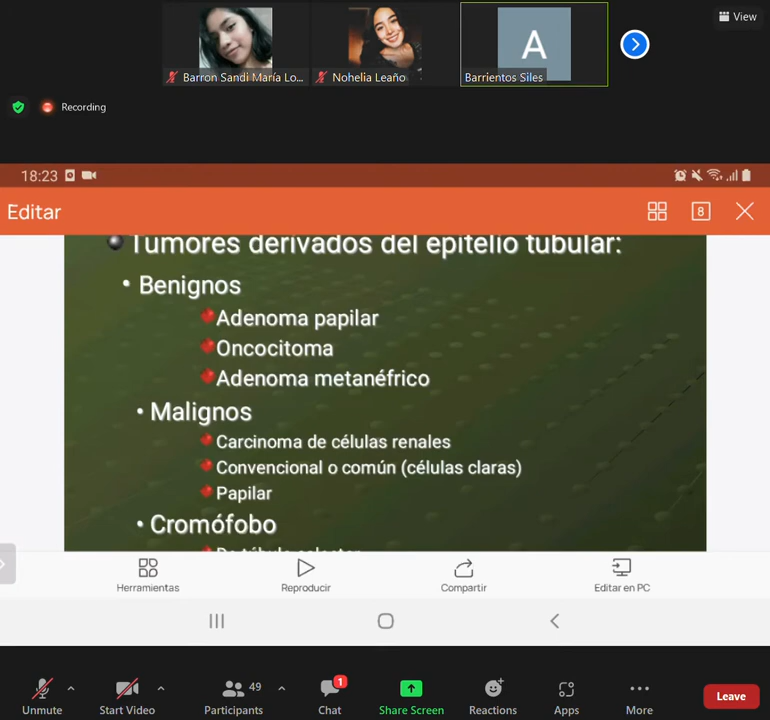 View
Barron Sandi María Lo...
Nohelia Leaño
A
Barrientos Siles
Recording
18:23
Editar
8
Tumores derivados del epitelio tubular:
• Benignos
Adenoma papilar
Oncocitoma
Adenoma metanéfrico
• Malignos
Carcinoma de células renales
Convencional o común (células claras)
Papilar
• Cromófobo
Herramientas
Reproducir
Compartir
Editar en PC
Unmute
Start Video
49
Participants
1
Chat
Share Screen
Reactions
Apps
More
Leave